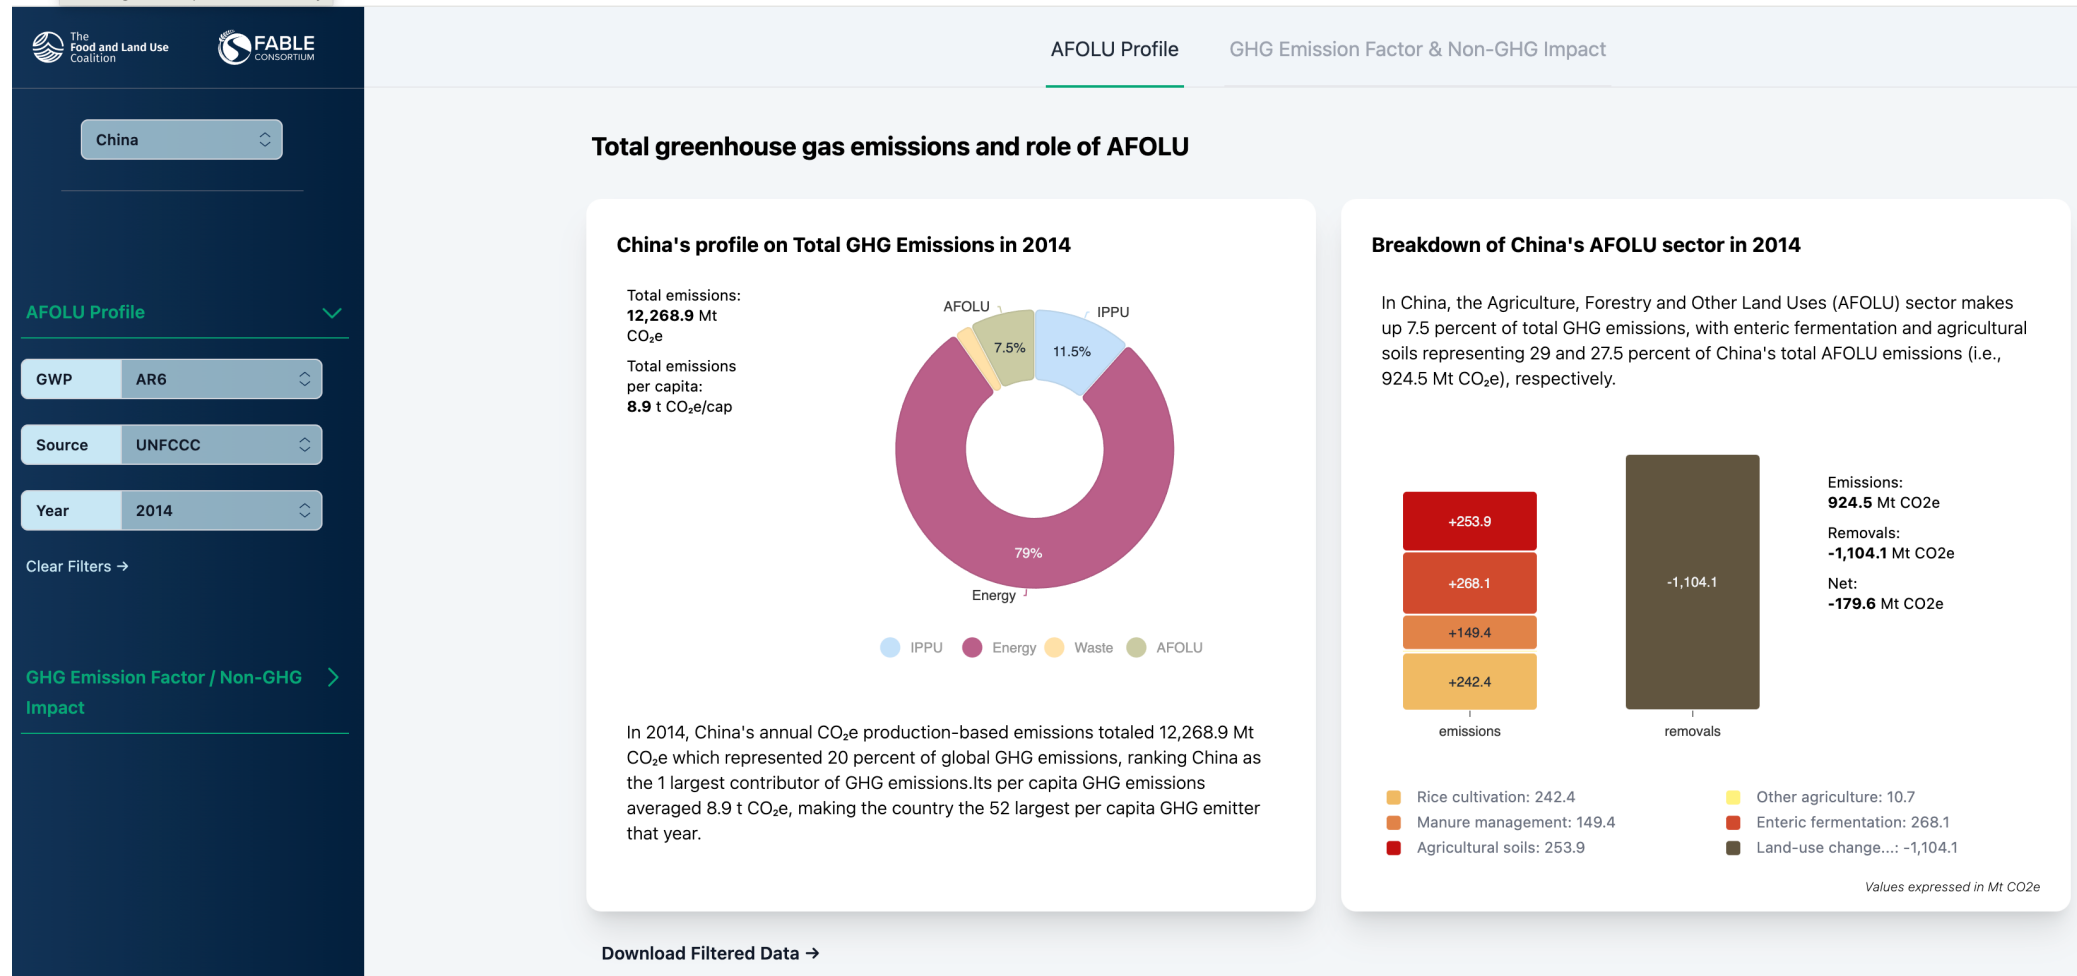 The
Food and Land Use
Coalition
FABLE
CONSORTIUM
China
AFOLU Profile
GWP AR6
Source UNFCCC
Year 2014
Clear Filters →
GHG Emission Factor / Non-GHG
Impact
AFOLU Profile
GHG Emission Factor & Non-GHG Impact
Total greenhouse gas emissions and role of AFOLU
China's profile on Total GHG Emissions in 2014
Total emissions:
12,268.9 Mt
CO₂e
Total emissions
per capita:
8.9 t CO₂e/cap
AFOLU
IPPU
7.5%
11.5%
79%
Energy
IPPU Energy Waste AFOLU
In 2014, China's annual CO₂e production-based emissions totaled 12,268.9 Mt
CO₂e which represented 20 percent of global GHG emissions, ranking China as
the 1 largest contributor of GHG emissions.Its per capita GHG emissions
averaged 8.9 t CO₂e, making the country the 52 largest per capita GHG emitter
that year.
Breakdown of China's AFOLU sector in 2014
In China, the Agriculture, Forestry and Other Land Uses (AFOLU) sector makes
up 7.5 percent of total GHG emissions, with enteric fermentation and agricultural
soils representing 29 and 27.5 percent of China's total AFOLU emissions (i.e.,
924.5 Mt CO₂e), respectively.
+253.9
+268.1
+149.4
+242.4
emissions
-1,104.1
removals
Emissions:
924.5 Mt CO2e
Removals:
-1,104.1 Mt CO2e
Net:
-179.6 Mt CO2e
Rice cultivation: 242.4
Other agriculture: 10.7
Manure management: 149.4
Enteric fermentation: 268.1
Agricultural soils: 253.9
Land-use change...: -1,104.1
Values expressed in Mt CO2e
Download Filtered Data →